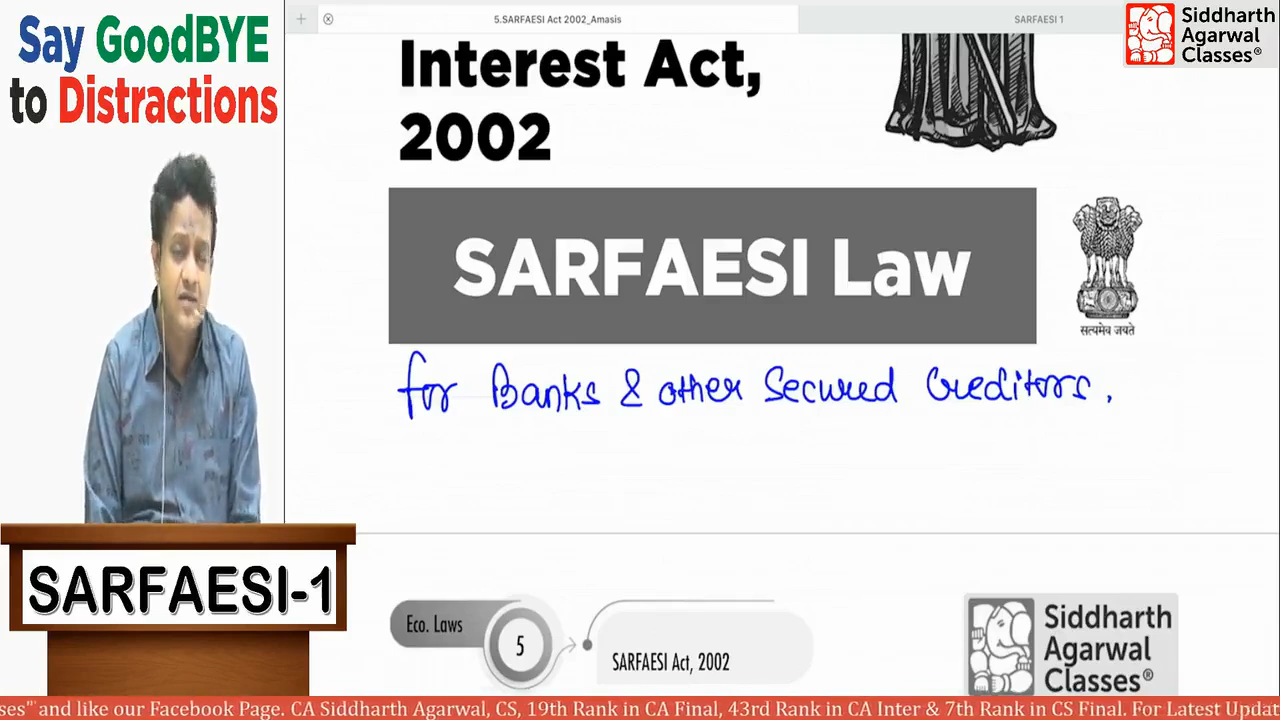 Say GoodBYE
to Distractions
5.SARFAESI Act 2002_Amasis
SARFAESI 1
Siddharth
Agarwal
Classes®
Interest Act,
2002
SARFAESI Law
सत्यमेव जयते
for Banks & other Secured Creditors.
SARFAESI-1
Eco. Laws
5
SARFAESI Act, 2002
Siddharth
Agarwal
Classes®
ses" and like our Facebook Page. CA Siddharth Agarwal, CS, 19th Rank in CA Final, 43rd Rank in CA Inter & 7th Rank in CS Final. For Latest Updat